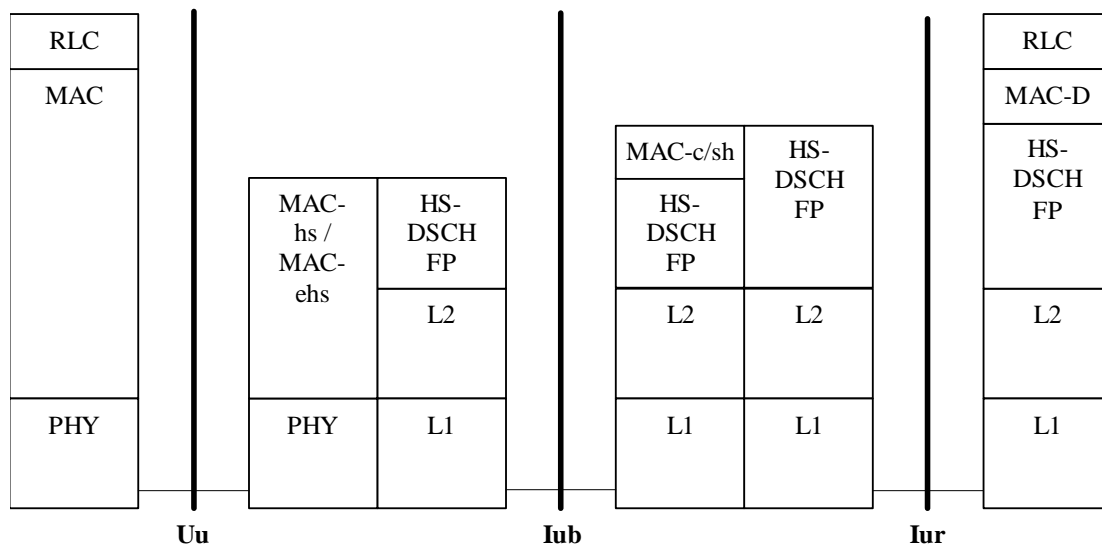 RLC
MAC
PHY
Uu
MAC-
hs /
MAC-
ehs
PHY
HS-
DSCH
FP
L2
L1
Iub
MAC-c/sh
HS-
DSCH
FP
L2
L1
HS-
DSCH
FP
L2
L1
Iur
RLC
MAC-D
HS-
DSCH
FP
L2
L1